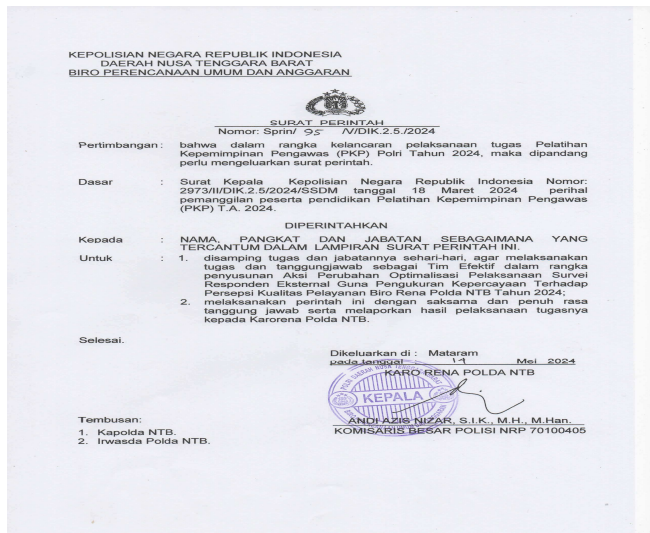 KEPOLISIAN NEGARA REPUBLIK INDONESIA
DAERAH NUSA TENGGARA BARAT
BIRO PERENCANAAN UMUM DAN ANGGARAN
SURAT PERINTAH
Nomor: Sprin/ 95 /V/DIK.2.5./2024
Pertimbangan : bahwa dalam rangka kelancaran pelaksanaan tugas Pelatihan
Kepemimpinan Pengawas (PKP) Polri Tahun 2024, maka dipandang
perlu mengeluarkan surat perintah.
Dasar : Surat Kepala Kepolisian Negara Republik Indonesia Nomor:
2973/II/DIK.2.5/2024/SSDM tanggal 18 Maret 2024 perihal
pemanggilan peserta pendidikan Pelatihan Kepemimpinan Pengawas
(PKP) T.A. 2024.
DIPERINTAHKAN
Kepada : NAMA, PANGKAT DAN JABATAN SEBAGAIMANA YANG
TERCANTUM DALAM LAMPIRAN SURAT PERINTAH INI.
Untuk : 1. disamping tugas dan jabatannya sehari-hari, agar melaksanakan
tugas dan tanggungjawab sebagai Tim Efektif dalam rangka
penyusunan Aksi Perubahan Optimalisasi Pelaksanaan Survei
Responden Eksternal Guna Pengukuran Kepercayaan Terhadap
Persepsi Kualitas Pelayanan Biro Rena Polda NTB Tahun 2024;
2. melaksanakan perintah ini dengan saksama dan penuh rasa
tanggung jawab serta melaporkan hasil pelaksanaan tugasnya
kepada Karorena Polda NTB.
Selesai.
Dikeluarkan di : Mataram
pada tanggal Mei 2024
KARO RENA POLDA NTB
KEPALA
ANDI AZIS NIZAR, S.I.K., M.H., M.Han.
KOMISARIS BESAR POLISI NRP 70100405
Tembusan:
1. Kapolda NTB.
2. Irwasda Polda NTB.